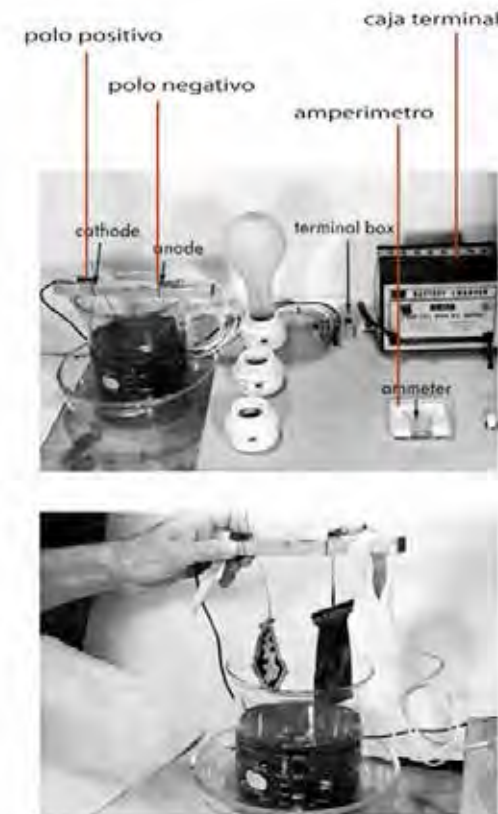 caja terminal
polo positivo
polo negativo
amperimetro
cathode
anode
terminal box
BATTERY CHARGER
ammeter